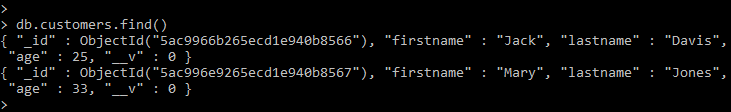 >
> db.customers.find()
{ "_id" : ObjectId("5ac9966b265ecd1e940b8566"), "firstname" : "Jack", "lastname" : "Davis",
 "age" : 25, "__v" : 0 }
{ "_id" : ObjectId("5ac996e9265ecd1e940b8567"), "firstname" : "Mary", "lastname" : "Jones",
 "age" : 33, "__v" : 0 }
>